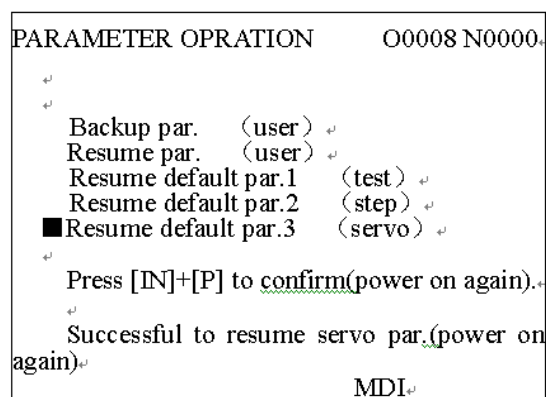 PARAMETER OPRATION O0008 N0000
Backup par. （user）
Resume par. （user）
Resume default par.1 （test）
Resume default par.2 （step）
Resume default par.3 （servo）
Press [IN]+[P] to confirm(power on again).
Successful to resume servo par.(power on
again)
MDI